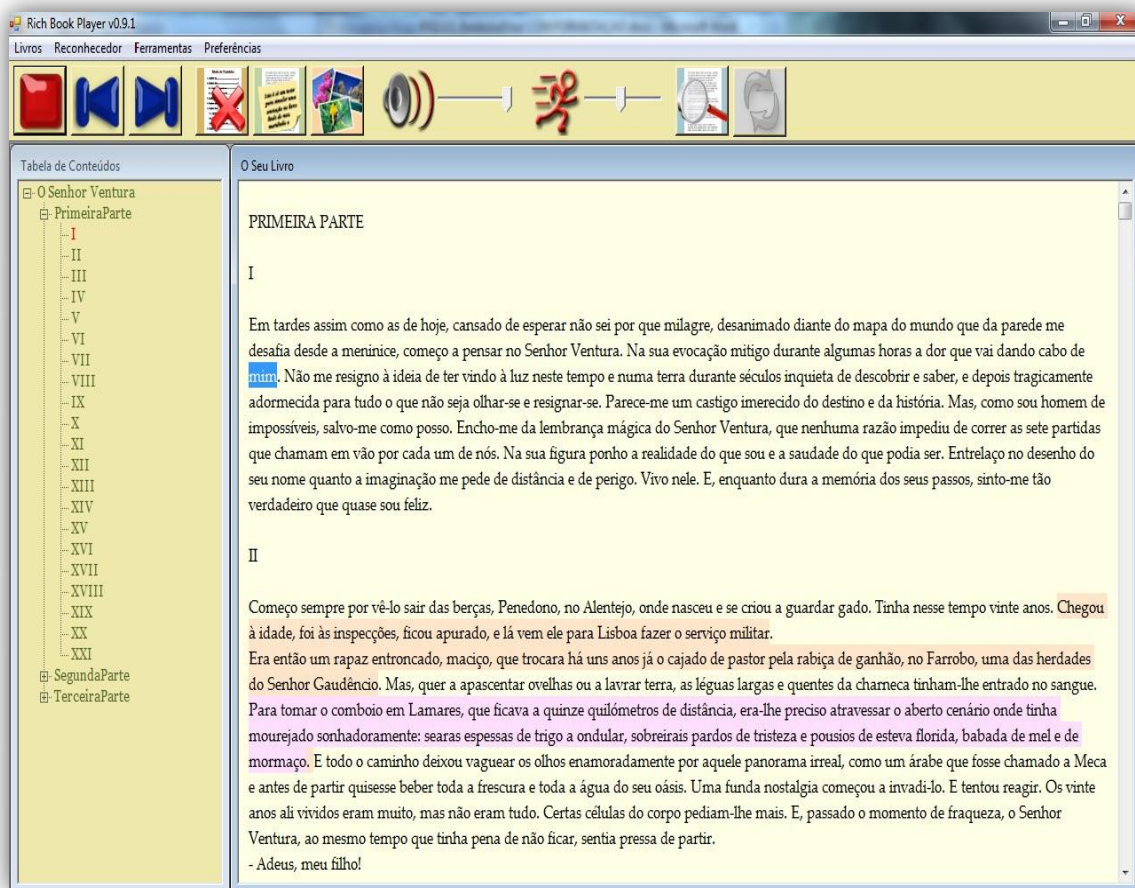 Rich Book Player v0.9.1
Livros Reconhecedor Ferramentas Preferências
Tabela de Conteúdos
O Senhor Ventura
PrimeiraParte
I
II
III
IV
V
VI
VII
VIII
IX
X
XI
XII
XIII
XIV
XV
XVI
XVII
XVIII
XIX
XX
XXI
SegundaParte
TerceiraParte
O Seu Livro
PRIMEIRA PARTE
I
Em tardes assim como as de hoje, cansado de esperar não sei por que milagre, desanimado diante do mapa do mundo que da parede me
desafia desde a meninice, começo a pensar no Senhor Ventura. Na sua evocação mitigo durante algumas horas a dor que vai dando cabo de
mim. Não me resigno à ideia de ter vindo à luz neste tempo e numa terra durante séculos inquieta de descobrir e saber, e depois tragicamente
adormecida para tudo o que não seja olhar-se e resignar-se. Parece-me um castigo imerecido do destino e da história. Mas, como sou homem de
impossíveis, salvo-me como posso. Encho-me da lembrança mágica do Senhor Ventura, que nenhuma razão impediu de correr as sete partidas
que chamam em vão por cada um de nós. Na sua figura ponho a realidade do que sou e a saudade do que podia ser. Entrelaço no desenho do
seu nome quanto a imaginação me pede de distância e de perigo. Vivo nele. E, enquanto dura a memória dos seus passos, sinto-me tão
verdadeiro que quase sou feliz.
II
Começo sempre por vê-lo sair das berças, Penedono, no Alentejo, onde nasceu e se criou a guardar gado. Tinha nesse tempo vinte anos. Chegou
à idade, foi às inspecções, ficou apurado, e lá vem ele para Lisboa fazer o serviço militar.
Era então um rapaz entroncado, maciço, que trocara há uns anos já o cajado de pastor pela rabiça de ganhão, no Farrobo, uma das herdades
do Senhor Gaudêncio. Mas, quer a apascentar ovelhas ou a lavrar terra, as léguas largas e quentes da charneca tinham-lhe entrado no sangue.
Para tomar o comboio em Lamares, que ficava a quinze quilómetros de distância, era-lhe preciso atravessar o aberto cenário onde tinha
mourejado sonhadoramente: searas espessas de trigo a ondular, sobreirais pardos de tristeza e pousios de esteva florida, babada de mel e de
mormaço. E todo o caminho deixou vaguear os olhos enamoradamente por aquele panorama irreal, como um árabe que fosse chamado a Meca
e antes de partir quisesse beber toda a frescura e toda a água do seu oásis. Uma funda nostalgia começou a invadi-lo. E tentou reagir. Os vinte
anos ali vividos eram muito, mas não eram tudo. Certas células do corpo pediam-lhe mais. E, passado o momento de fraqueza, o Senhor
Ventura, ao mesmo tempo que tinha pena de não ficar, sentia pressa de partir.
- Adeus, meu filho!